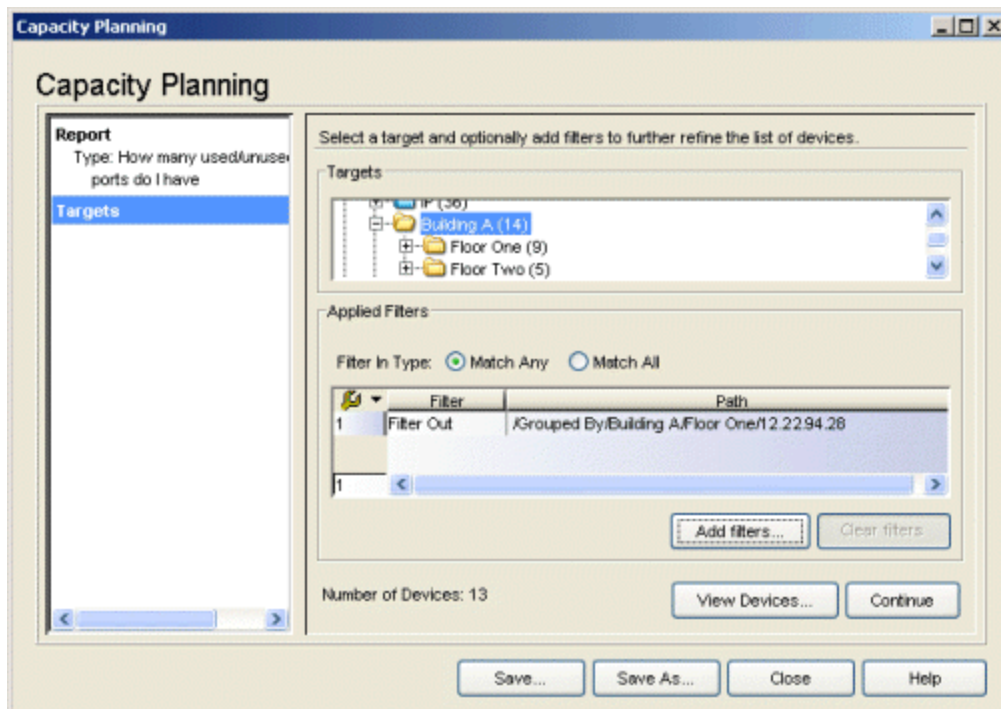 Capacity Planning
Capacity Planning
Report
Type: How many used/unuse
ports do I have
Targets
Select a target and optionally add filters to further refine the list of devices.
Targets
IP (36)
Building A (14)
Floor One (9)
Floor Two (5)
Applied Filters
Filter In Type: Match Any Match All
Filter Path
1 Filter Out /Grouped By/Building A/Floor One/12.22.94.28
1
Add filters... Clear filters
Number of Devices: 13 View Devices... Continue
Save... Save As... Close Help